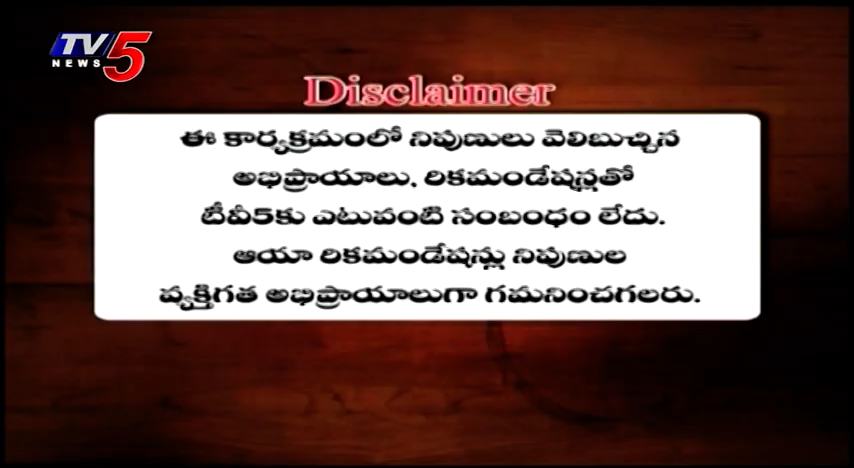 TV5
NEWS
Disclaimer
ఈ కార్యక్రమంలో నిపుణులు వెలిబుచ్చిన
అభిప్రాయాలు, రికమండేషన్లతో
టీవీ5కు ఎటువంటి సంబంధం లేదు.
ఆయా రికమండేషన్లు నిపుణుల
వ్యక్తిగత అభిప్రాయాలుగా గమనించగలరు.